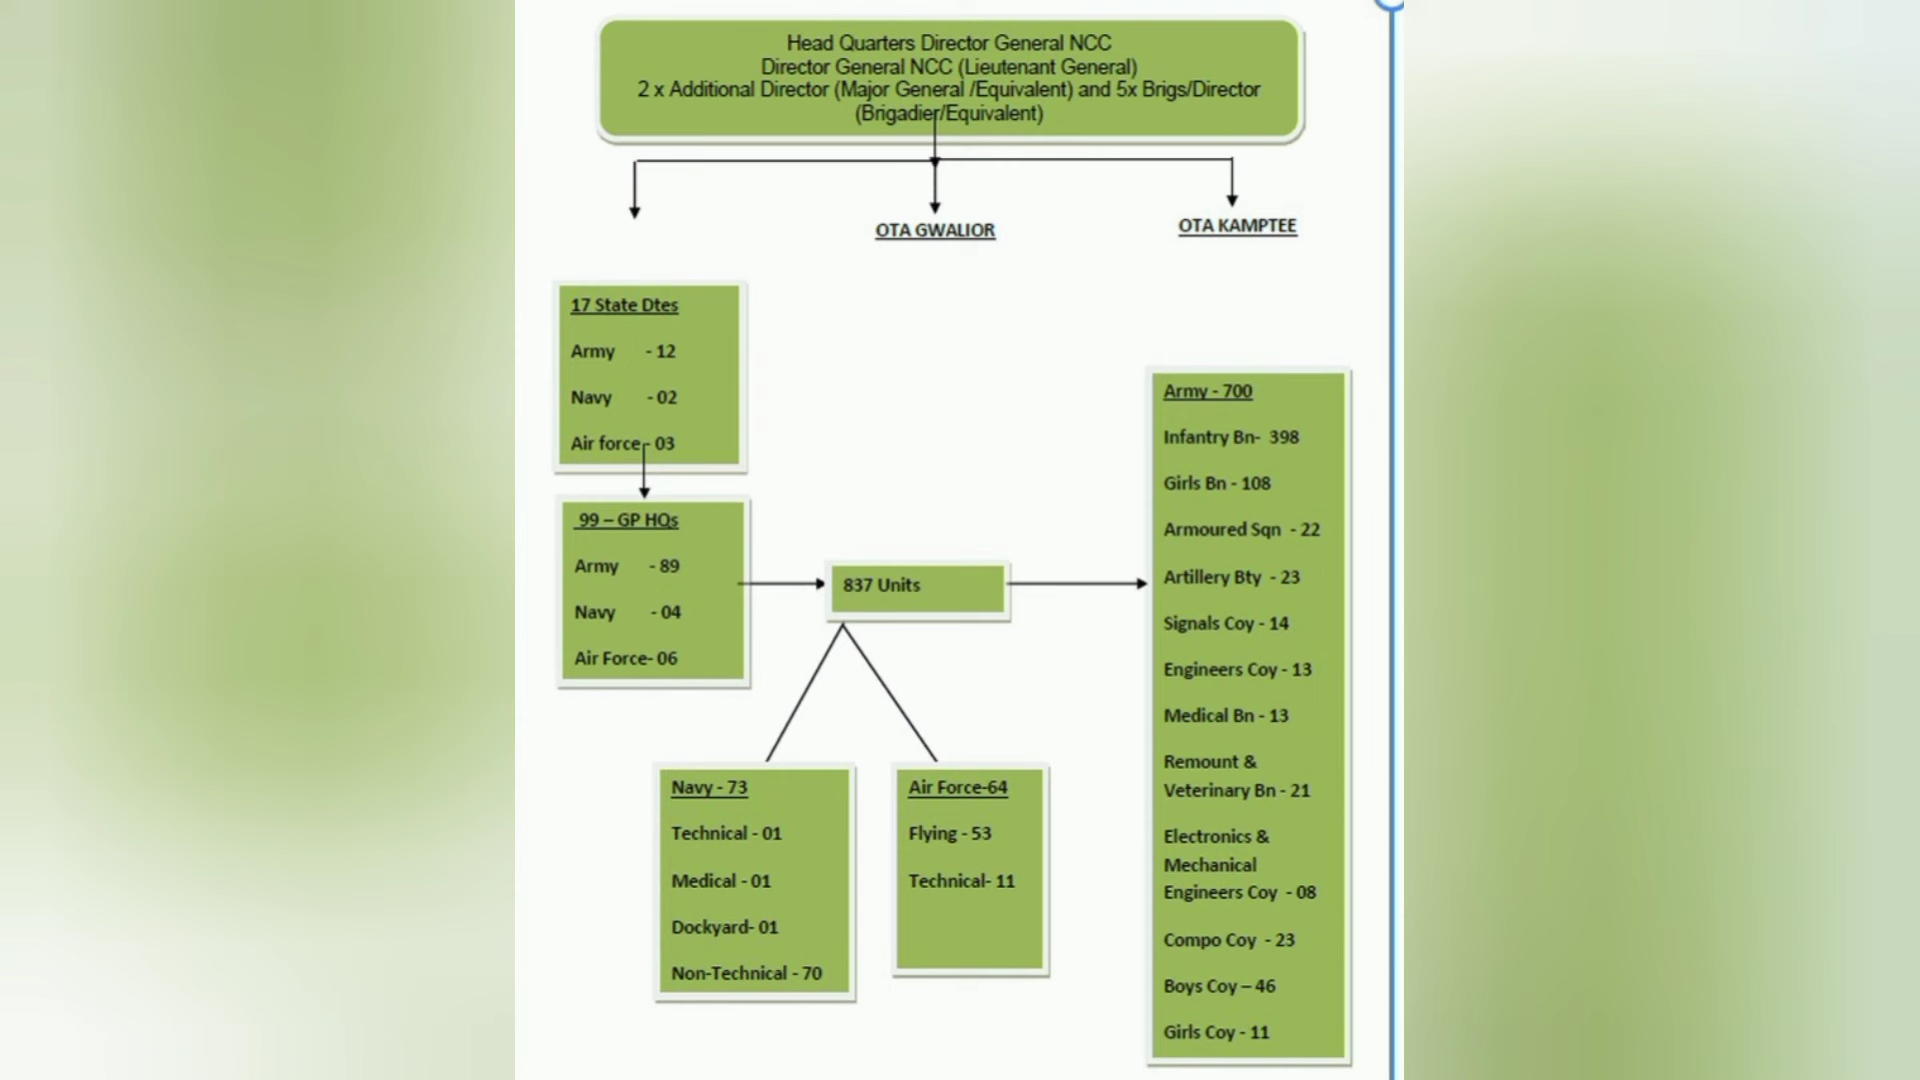 Head Quarters Director General NCC
Director General NCC (Lieutenant General)
2 x Additional Director (Major General /Equivalent) and 5x Brigs/Director
(Brigadier/Equivalent)
OTA GWALIOR
OTA KAMPTEE
17 State Dtes
Army - 12
Navy - 02
Air force - 03
99 – GP HQs
Army - 89
Navy - 04
Air Force- 06
837 Units
Navy - 73
Technical - 01
Medical - 01
Dockyard- 01
Non-Technical - 70
Air Force-64
Flying - 53
Technical- 11
Army - 700
Infantry Bn- 398
Girls Bn - 108
Armoured Sqn - 22
Artillery Bty - 23
Signals Coy - 14
Engineers Coy - 13
Medical Bn - 13
Remount &
Veterinary Bn - 21
Electronics &
Mechanical
Engineers Coy - 08
Compo Coy - 23
Boys Coy – 46
Girls Coy - 11